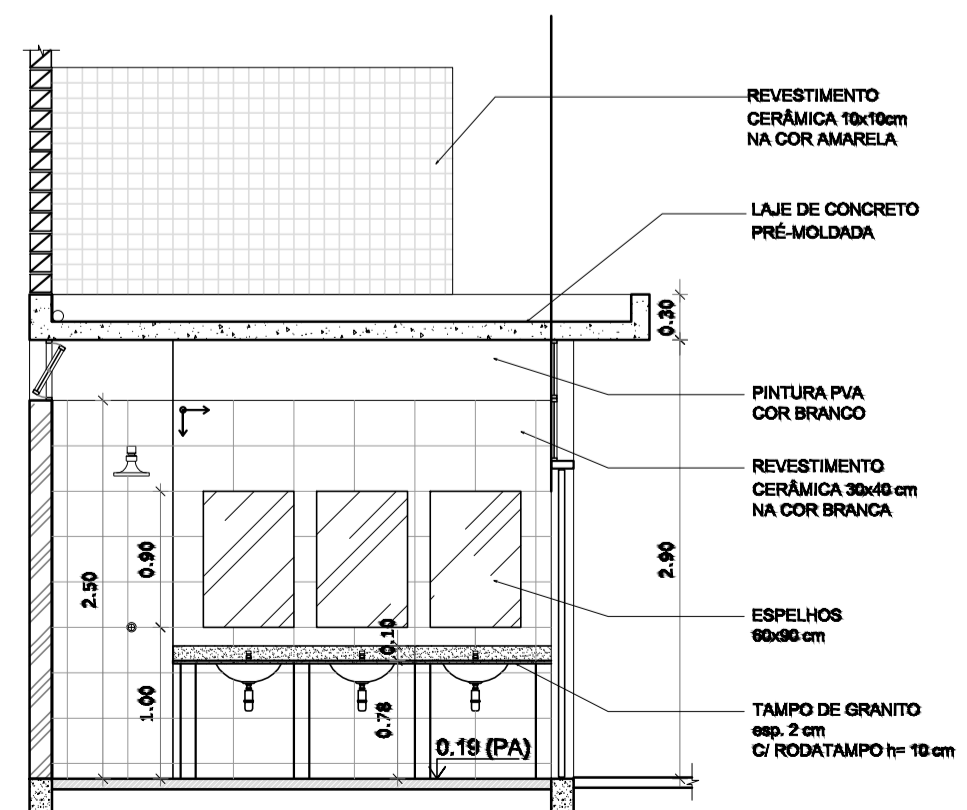 REVESTIMENTO
CERÂMICA 10x10cm
NA COR AMARELA
LAJE DE CONCRETO
PRÉ-MOLDADA
0.30
PINTURA PVA
COR BRANCO
REVESTIMENTO
CERÂMICA 30x40 cm
NA COR BRANCA
0.90
2.50
2.90
ESPELHOS
60x90 cm
0.10
1.00
0.78
0.19 (PA)
TAMPO DE GRANITO
esp. 2 cm
C/ RODATAMPO h= 10 cm